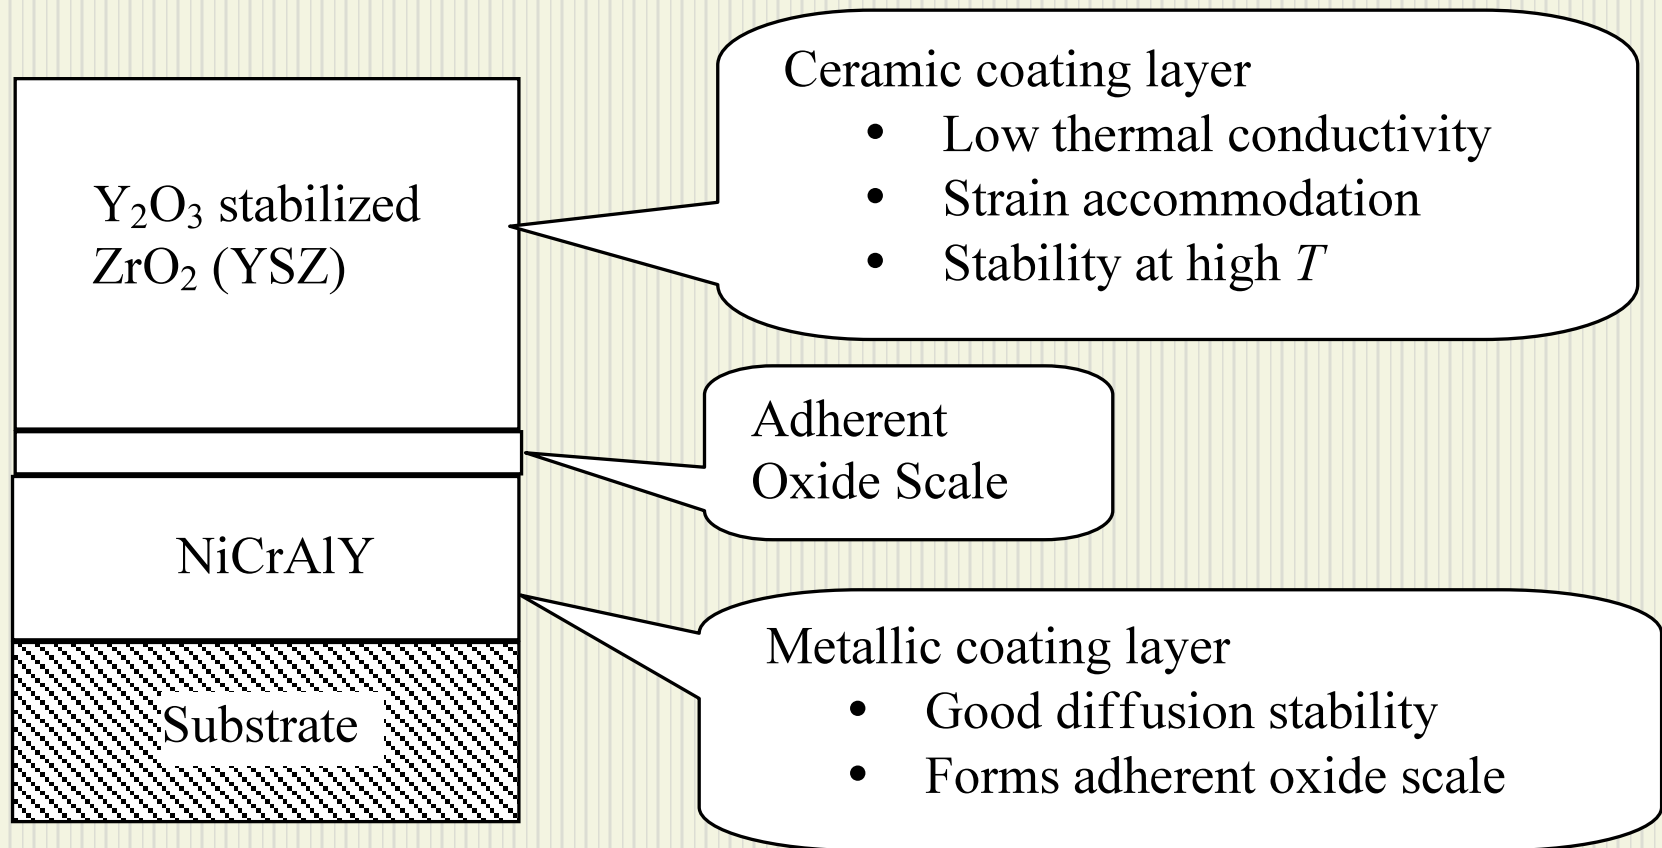 Y₂O₃ stabilized
ZrO₂ (YSZ)
NiCrAlY
Substrate
Ceramic coating layer
• Low thermal conductivity
• Strain accommodation
• Stability at high T
Adherent
Oxide Scale
Metallic coating layer
• Good diffusion stability
• Forms adherent oxide scale